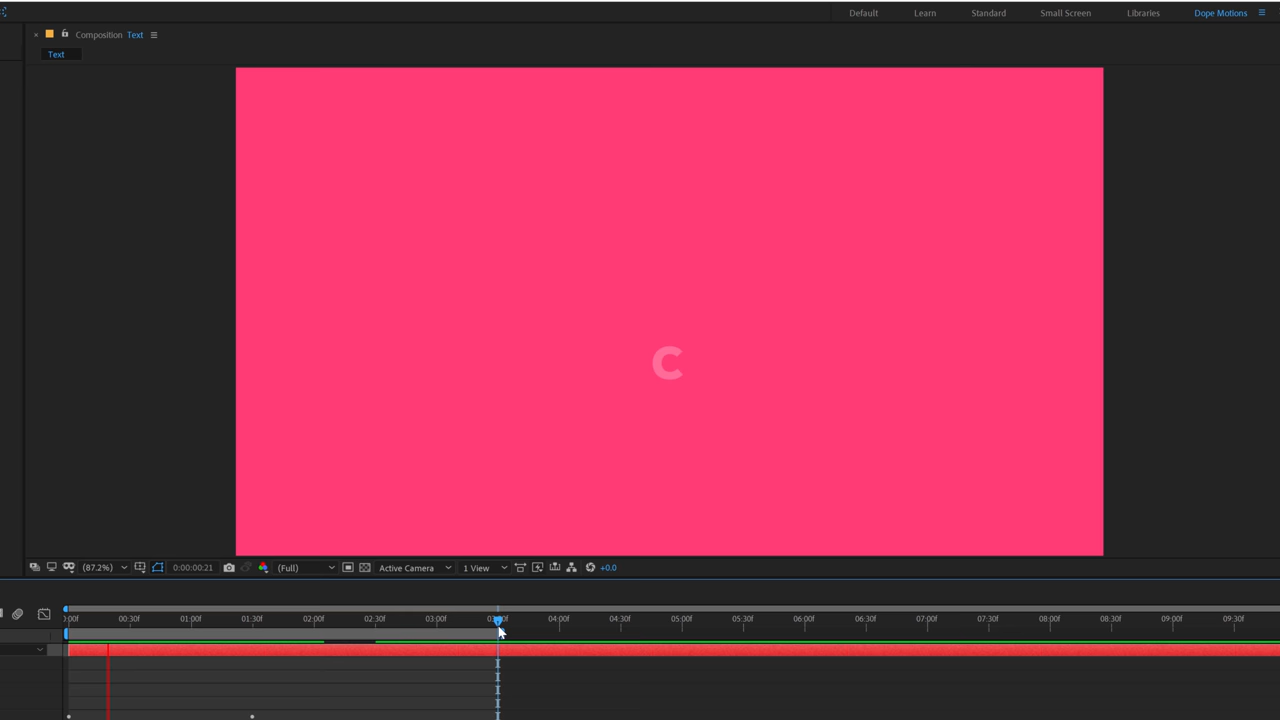 Default Learn Standard Small Screen Libraries Dope Motions
Composition Text
Text
C
(87.2%) 0:00:00:21 (Full) Active Camera 1 View +0.0
00:30f 01:00f 01:30f 02:00f 02:30f 03:00f 03:30f 04:00f 04:30f 05:00f 05:30f 06:00f 06:30f 07:00f 07:30f 08:00f 08:30f 09:00f 09:30f